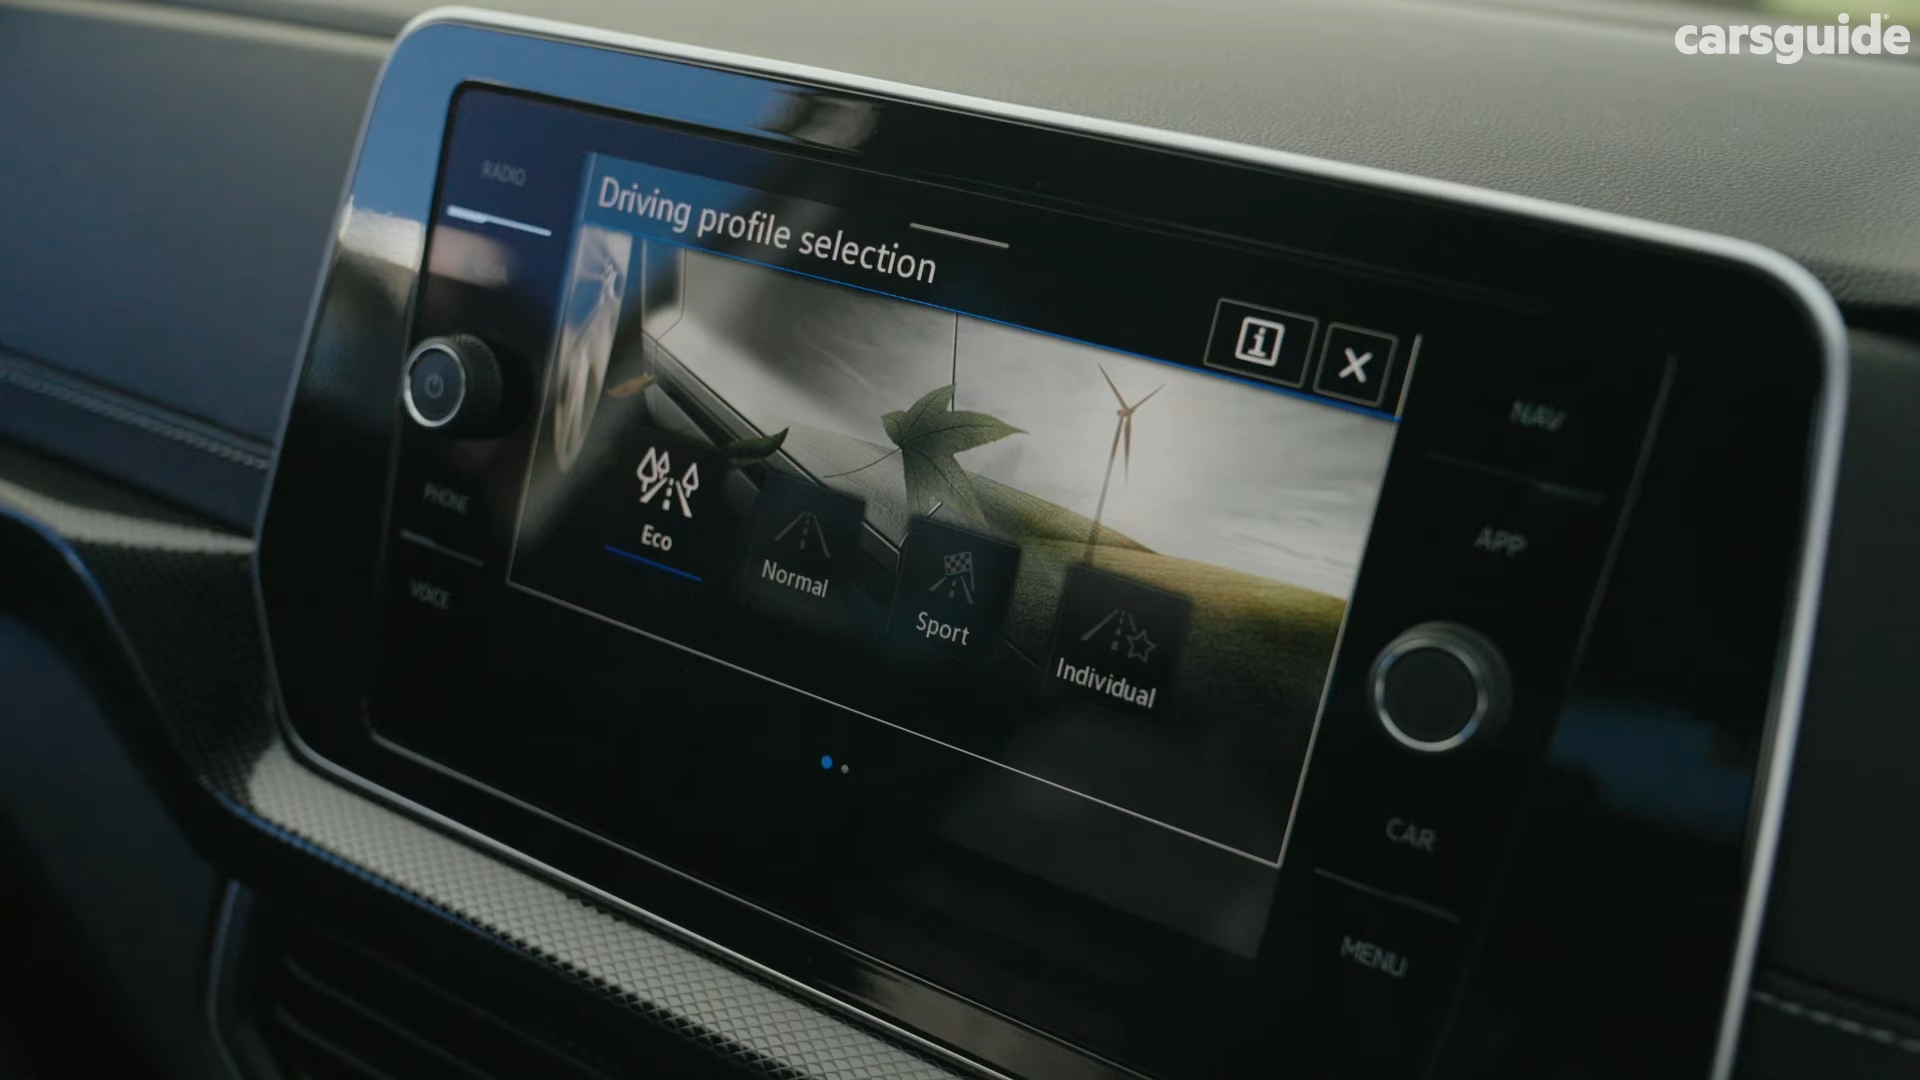 carsguide
RADIO
Driving profile selection
i
X
NAV
APP
Eco
Normal
Sport
Individual
PHONE
VOICE
CAR
MENU